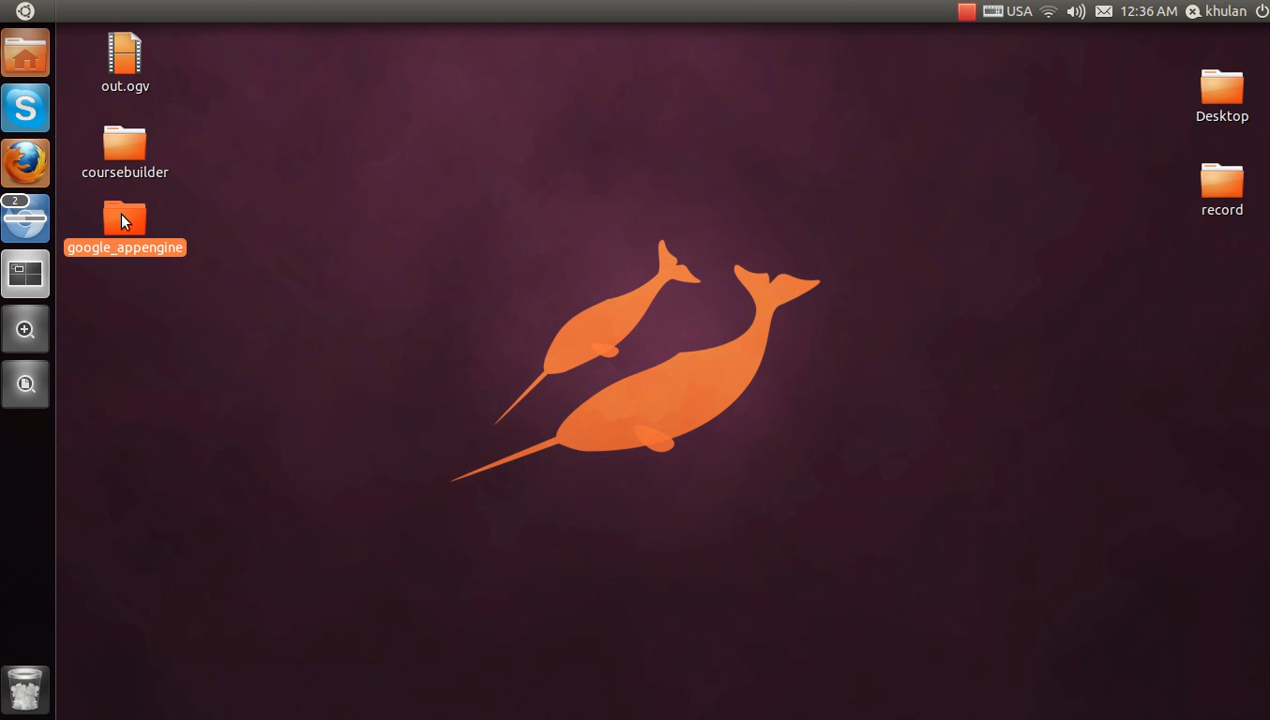 USA 12:36 AM khulan
out.ogv
Desktop
coursebuilder
S
2
record
google_appengine